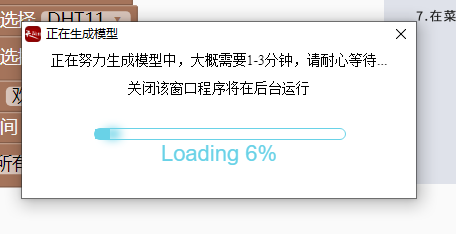 选择 DHT11
7.在菜
正在生成模型
选
正在努力生成模型中，大概需要1-3分钟，请耐心等待...
关闭该窗口程序将在后台运行
间
所有
Loading 6%